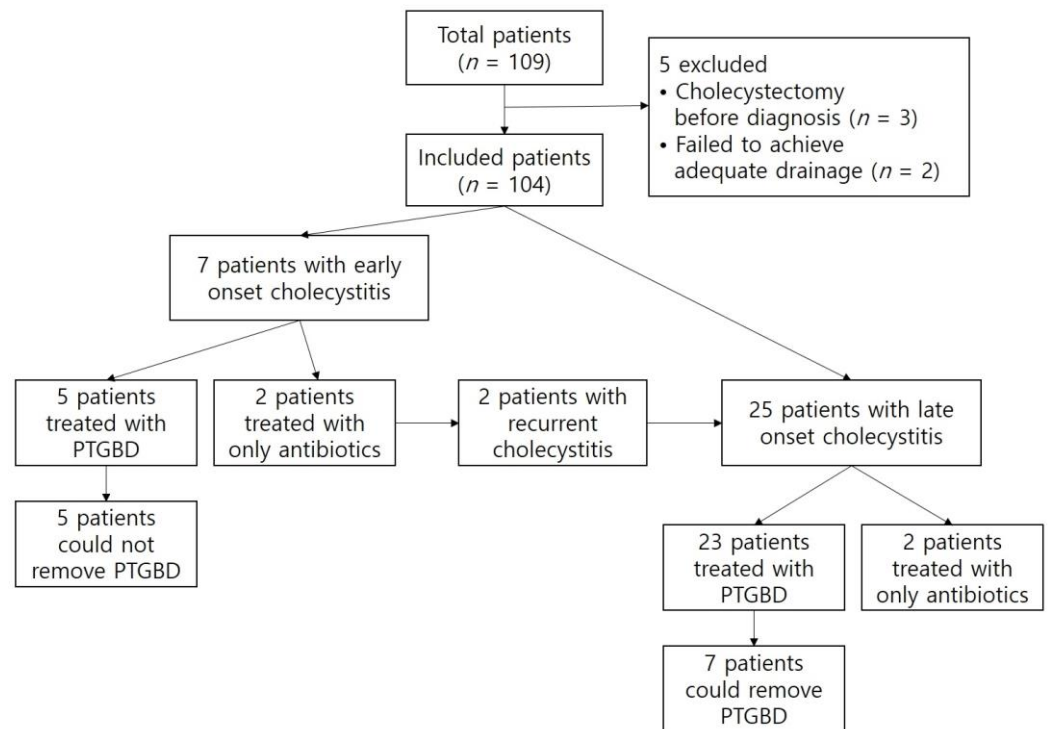 Total patients
(n = 109)
5 excluded
• Cholecystectomy
before diagnosis (n = 3)
• Failed to achieve
adequate drainage (n = 2)
Included patients
(n = 104)
7 patients with early
onset cholecystitis
5 patients
treated with
PTGBD
2 patients
treated with
only antibiotics
2 patients with
recurrent
cholecystitis
25 patients with late
onset cholecystitis
5 patients
could not
remove PTGBD
23 patients
treated with
PTGBD
2 patients
treated with
only antibiotics
7 patients
could remove
PTGBD